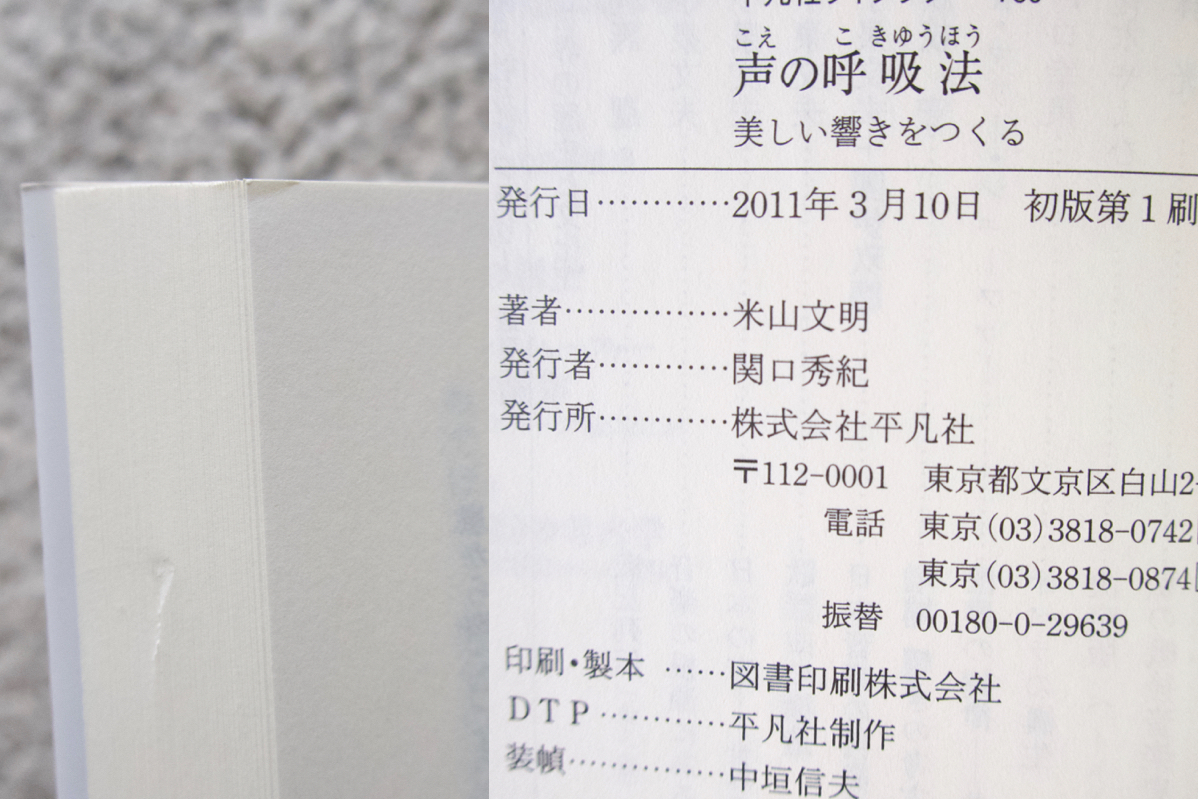 こえ こ きゆうほう
声の呼吸法
美しい響きをつくる
発行日…………2011年3月10日 初版第1刷
著者……………米山文明
発行者…………関口秀紀
発行所…………株式会社平凡社
〒112-0001 東京都文京区白山2-
電話 東京(03)3818-0742
東京(03)3818-0874
振替 00180-0-29639
印刷・製本……図書印刷株式会社
DTP…………平凡社制作
装幀……………中垣信夫